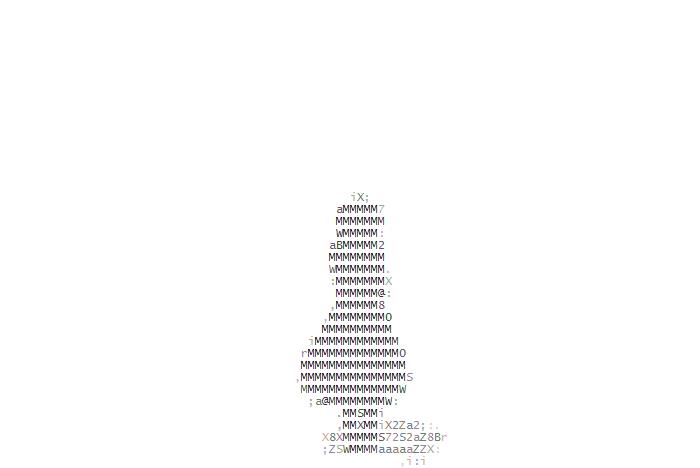 iX;
aMMMMM7
MMMMMMM
WMMMMM:
aBMMMMM2
MMMMMMMM
WMMMMMMM.
:MMMMMMMX
MMMMMM@:
,MMMMMM8
,MMMMMMMMO
MMMMMMMMMM
iMMMMMMMMMMMM
rMMMMMMMMMMMMMO
MMMMMMMMMMMMMMM
,MMMMMMMMMMMMMMMS
MMMMMMMMMMMMMMW
;a@MMMMMMMMW:
.MMSMMi
,MMXMMiX2Za2;:.
X8XMMMMMS72S2aZ8Br
;ZSWMMMMaaaaaZZX:
,i:i